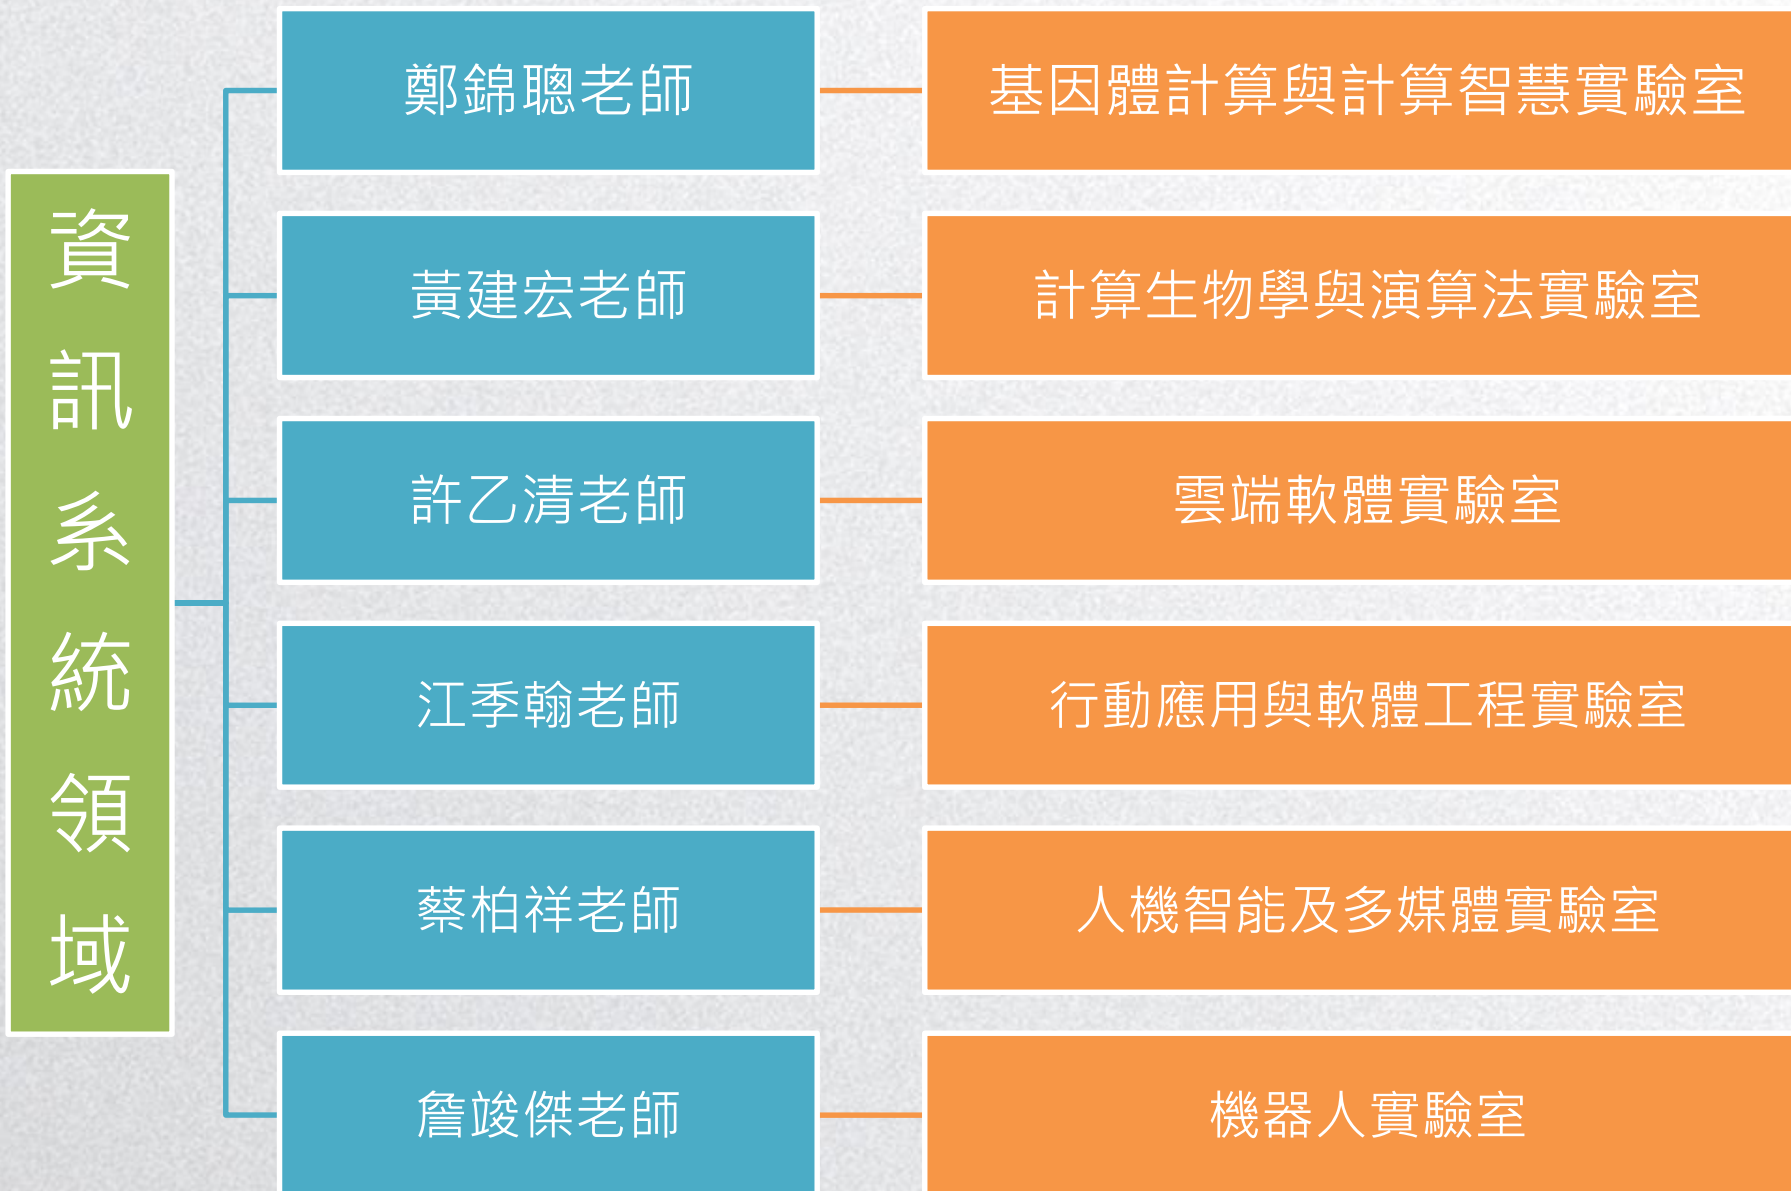 資訊系統領域
鄭錦聰老師
基因體計算與計算智慧實驗室
黃建宏老師
計算生物學與演算法實驗室
許乙清老師
雲端軟體實驗室
江季翰老師
行動應用與軟體工程實驗室
蔡柏祥老師
人機智能及多媒體實驗室
詹竣傑老師
機器人實驗室